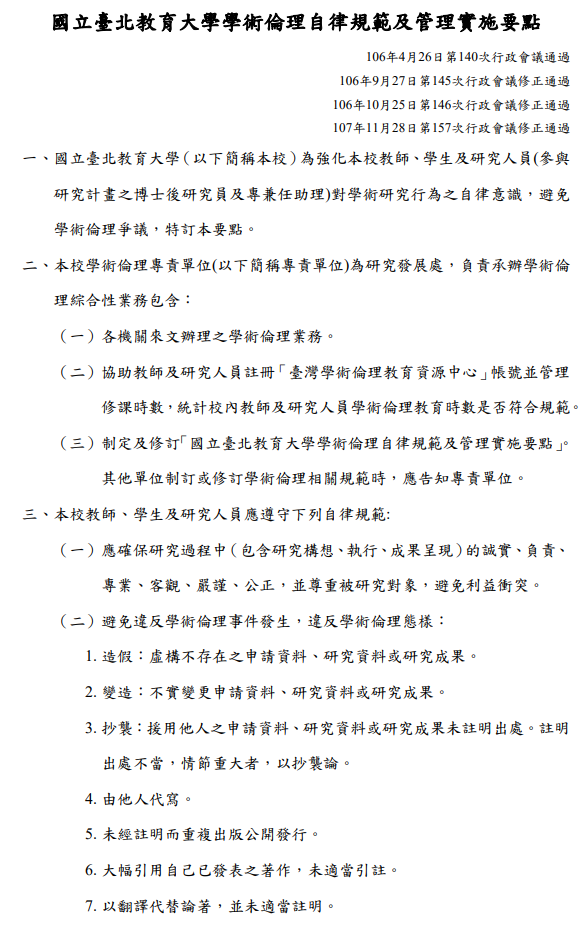 國立臺北教育大學學術倫理自律規範及管理實施要點
106年4月26日第140次行政會議通過
106年9月27日第145次行政會議修正通過
106年10月25日第146次行政會議修正通過
107年11月28日第157次行政會議修正通過
一、國立臺北教育大學（以下簡稱本校）為強化本校教師、學生及研究人員(參與
研究計畫之博士後研究員及專兼任助理)對學術研究行為之自律意識，避免
學術倫理爭議，特訂本要點。
二、本校學術倫理專責單位(以下簡稱專責單位)為研究發展處，負責承辦學術倫
理綜合性業務包含：
（一）各機關來文辦理之學術倫理業務。
（二）協助教師及研究人員註冊「臺灣學術倫理教育資源中心」帳號並管理
修課時數，統計校內教師及研究人員學術倫理教育時數是否符合規範。
（三）制定及修訂「國立臺北教育大學學術倫理自律規範及管理實施要點」。
其他單位制訂或修訂學術倫理相關規範時，應告知專責單位。
三、本校教師、學生及研究人員應遵守下列自律規範:
（一）應確保研究過程中（包含研究構想、執行、成果呈現）的誠實、負責、
專業、客觀、嚴謹、公正，並尊重被研究對象，避免利益衝突。
（二）避免違反學術倫理事件發生，違反學術倫理態樣：
1. 造假：虛構不存在之申請資料、研究資料或研究成果。
2. 變造：不實變更申請資料、研究資料或研究成果。
3. 抄襲：援用他人之申請資料、研究資料或研究成果未註明出處。註明
出處不當，情節重大者，以抄襲論。
4. 由他人代寫。
5. 未經註明而重複出版公開發行。
6. 大幅引用自己已發表之著作，未適當引註。
7. 以翻譯代替論著，並未適當註明。